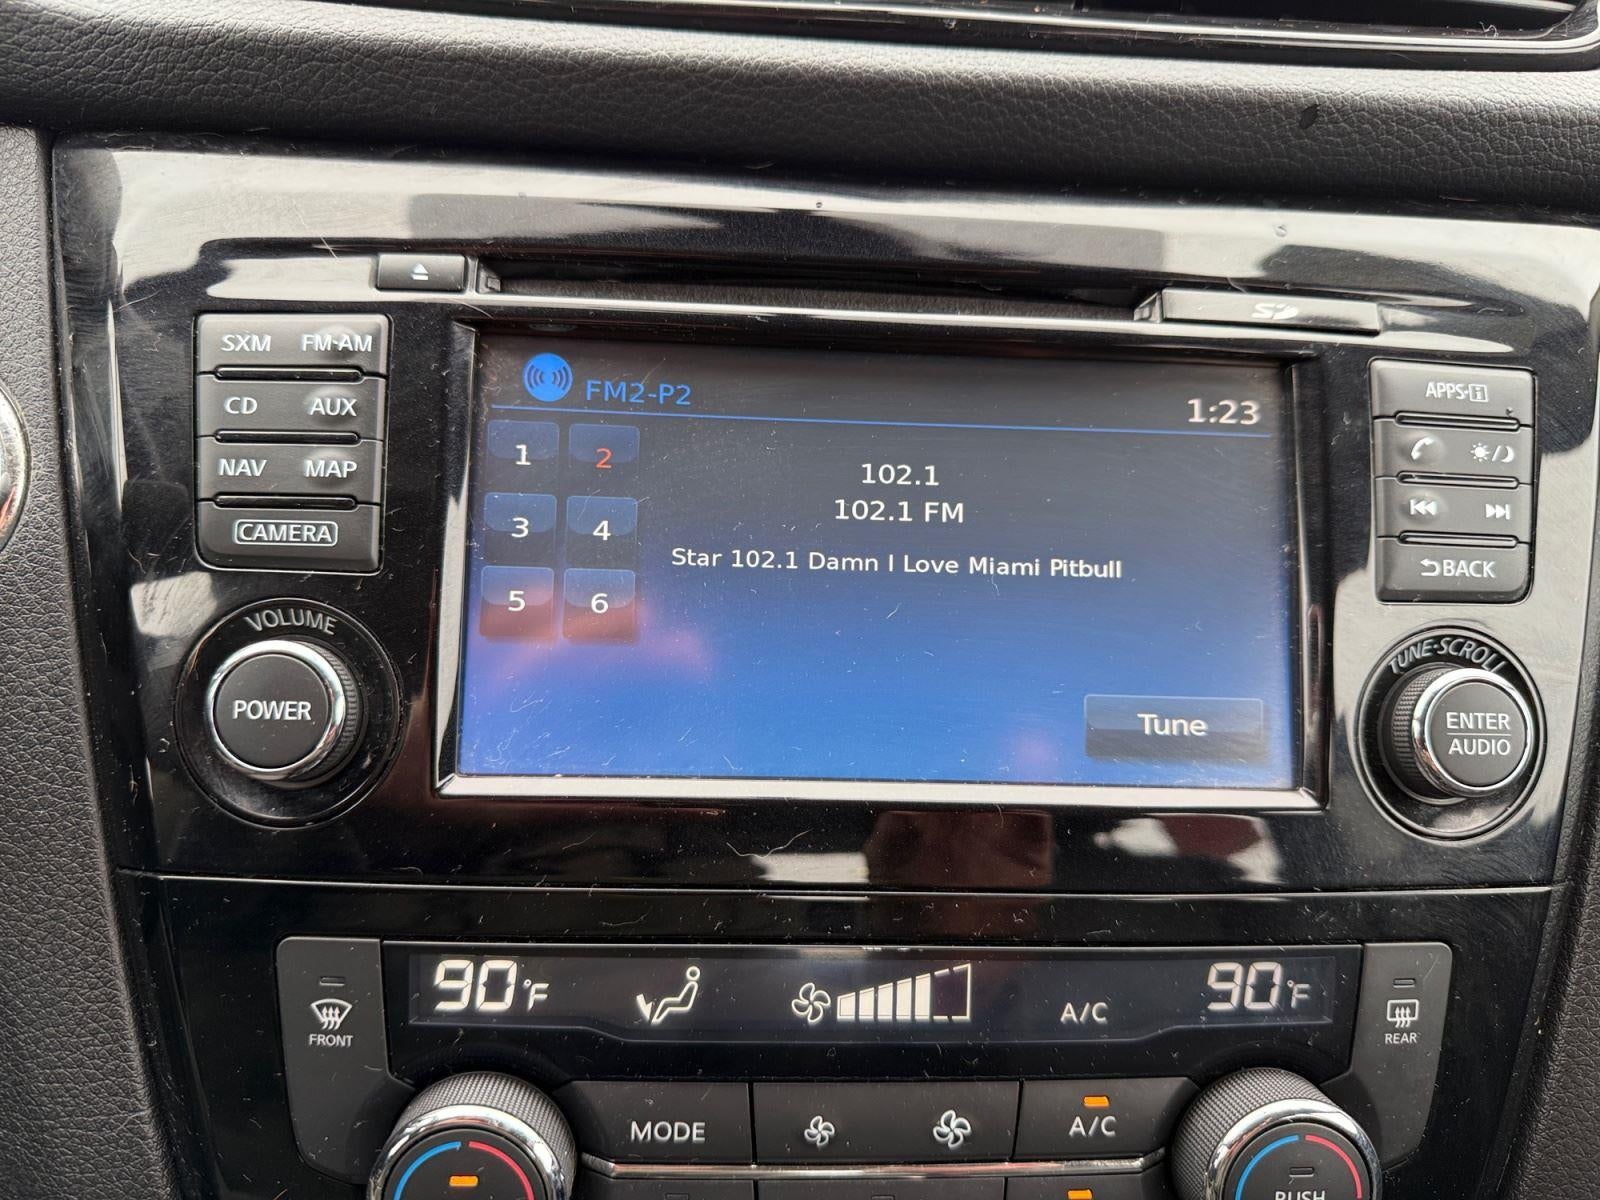 SD
SXM FM·AM
CD AUX
NAV MAP
CAMERA
VOLUME
POWER
FM2-P2
1:23
1 2
3 4
5 6
102.1
102.1 FM
Star 102.1 Damn I Love Miami Pitbull
Tune
APPS·i
BACK
TUNE·SCROLL
ENTER
AUDIO
FRONT
90°F
A/C
90°F
REAR
MODE
A/C
PUSH